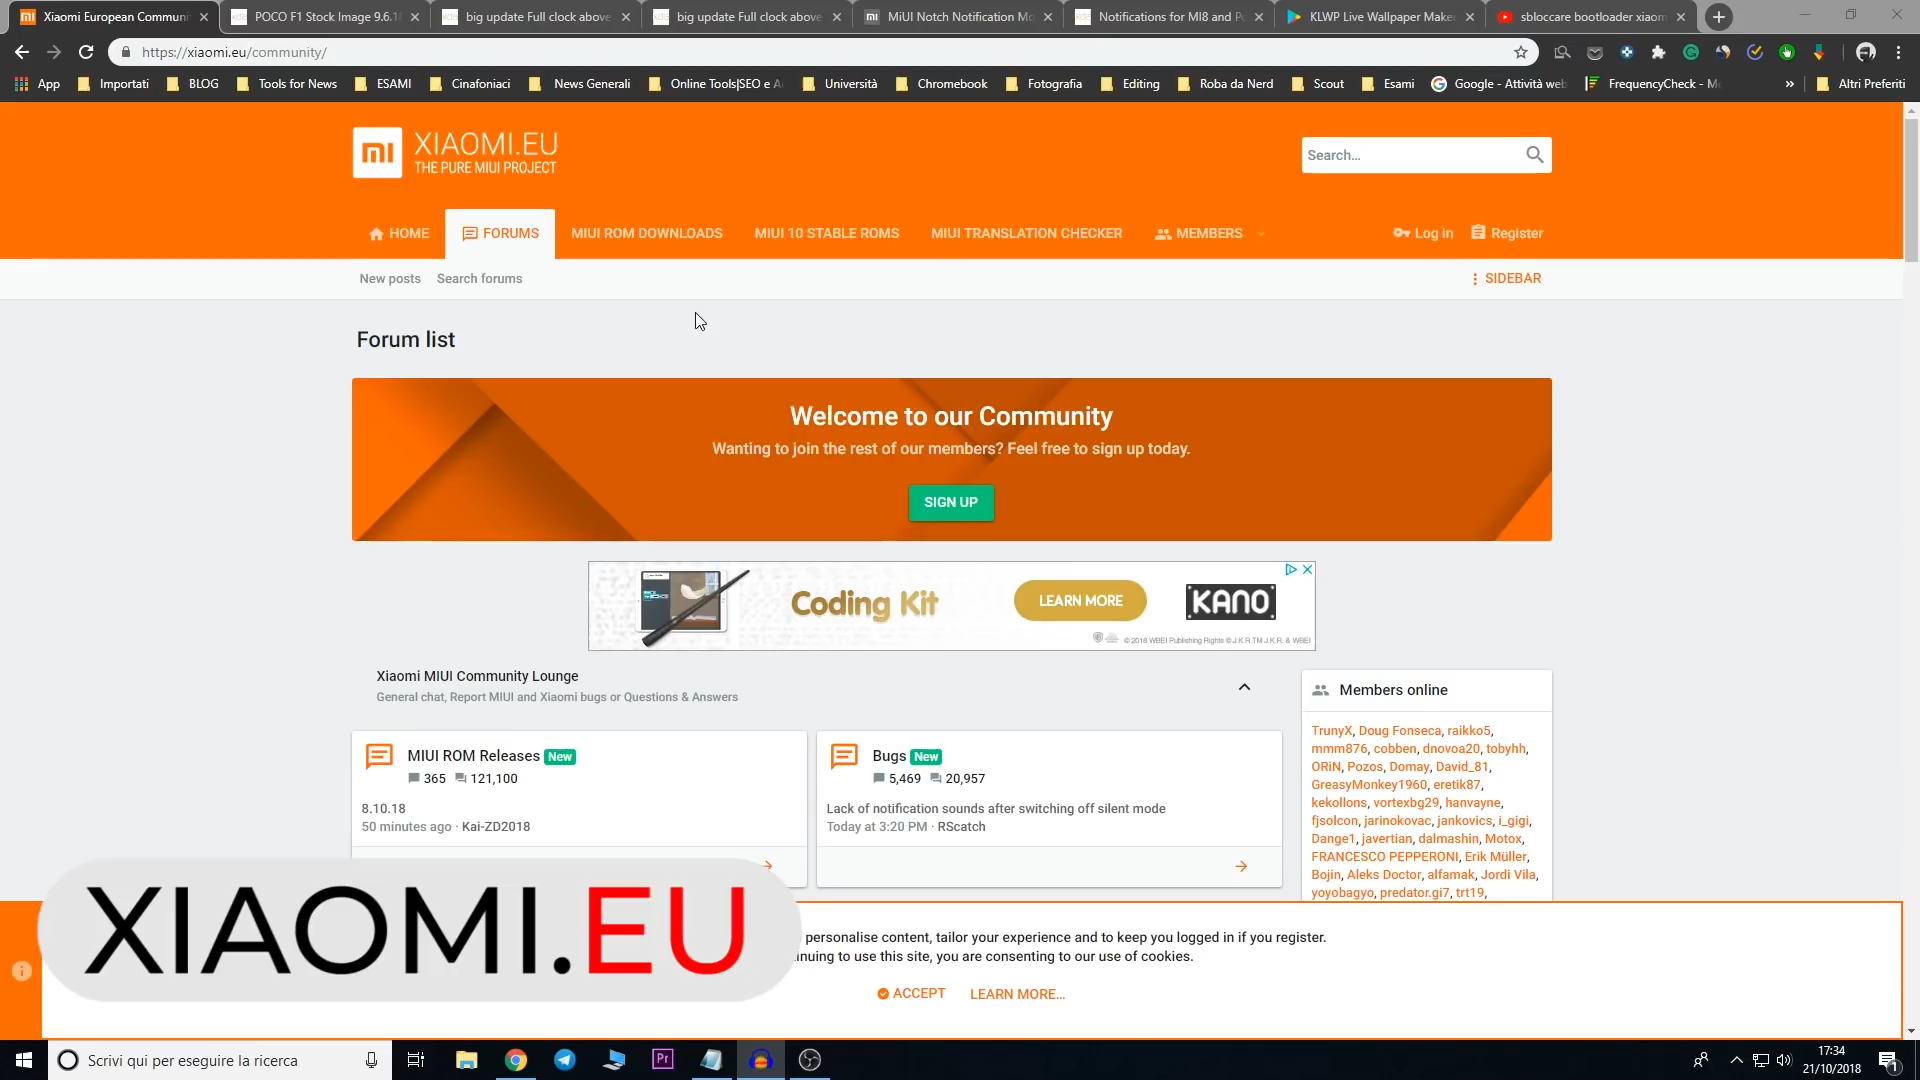 Xiaomi European Communi
POCO F1 Stock Image 9.6.1
big update Full clock above
big update Full clock above
MiUI Notch Notification Mo
Notifications for MI8 and Po
KLWP Live Wallpaper Make
sbloccare bootloader xiaom
https://xiaomi.eu/community/
App
Importati
BLOG
Tools for News
ESAMI
Cinafoniaci
News Generali
Online Tools|SEO e A
Università
Chromebook
Fotografia
Editing
Roba da Nerd
Scout
Esami
Google - Attività web
FrequencyCheck - M
»
Altri Preferiti
mi
XIAOMI.EU
THE PURE MIUI PROJECT
Search...
HOME
FORUMS
MIUI ROM DOWNLOADS
MIUI 10 STABLE ROMS
MIUI TRANSLATION CHECKER
MEMBERS
Log in
Register
New posts
Search forums
SIDEBAR
Forum list
Welcome to our Community
Wanting to join the rest of our members? Feel free to sign up today.
SIGN UP
Coding Kit
LEARN MORE
KANO
© 2018 WBEI Publishing Rights © J.K.R.TM J.K.R. & WBEI
Xiaomi MIUI Community Lounge
General chat, Report MIUI and Xiaomi bugs or Questions & Answers
MIUI ROM Releases New
365 121,100
8.10.18
50 minutes ago · Kai-ZD2018
Bugs New
5,469 20,957
Lack of notification sounds after switching off silent mode
Today at 3:20 PM · RScatch
Members online
TrunyX, Doug Fonseca, raikko5,
mmm876, cobben, dnovoa20, tobyhh,
ORiN, Pozos, Domay, David_81,
GreasyMonkey1960, eretik87,
kekollons, vortexbg29, hanvayne,
fjsolcon, jarinokovac, jankovics, i_gigi,
Dange1, javertian, dalmashin, Motox,
FRANCESCO PEPPERONI, Erik Müller,
Bojin, Aleks Doctor, alfamak, Jordi Vila,
yoyobagyo, predator.gi7, trt19,
XIAOMI.EU
personalise content, tailor your experience and to keep you logged in if you register.
nuing to use this site, you are consenting to our use of cookies.
ACCEPT
LEARN MORE...
Scrivi qui per eseguire la ricerca
Pr
17:34
21/10/2018
1